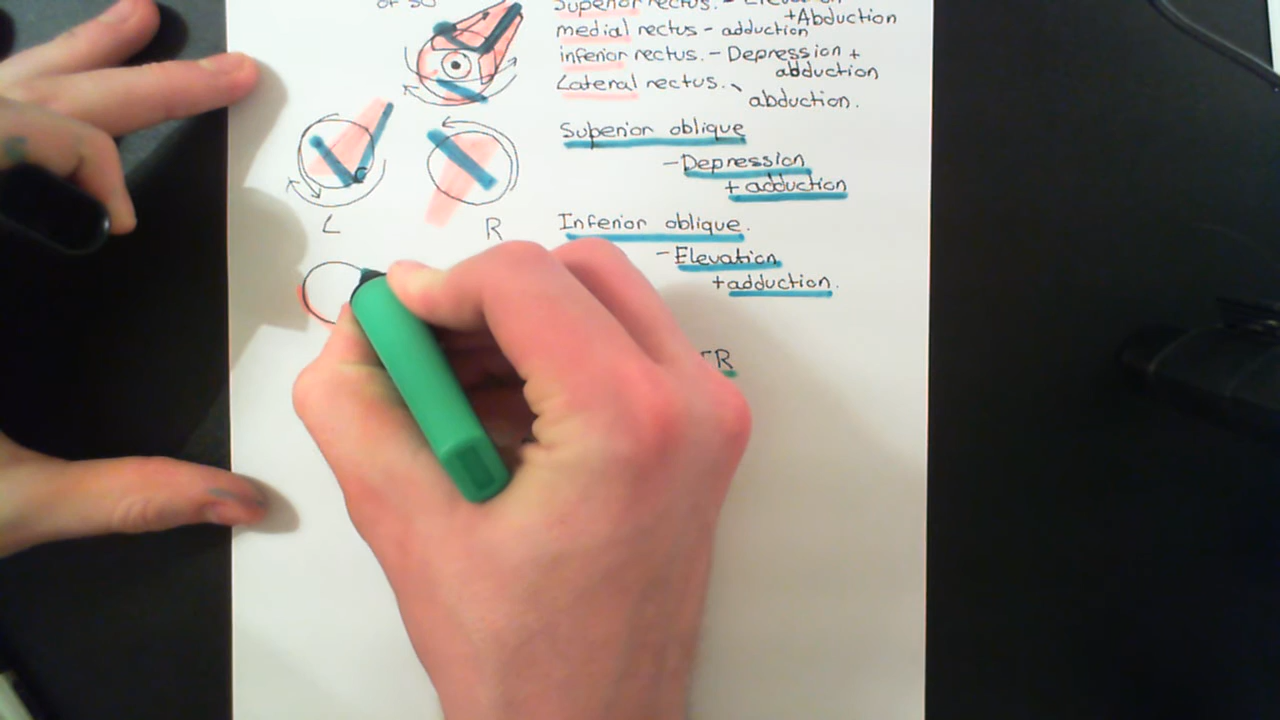 of SO
Superior rectus. - Elevation
+Abduction
medial rectus - adduction
inferior rectus. - Depression +
abduction
Lateral rectus.
abduction.
Superior oblique
- Depression
+ adduction
L
R
Inferior oblique.
- Elevation
+adduction.
TR